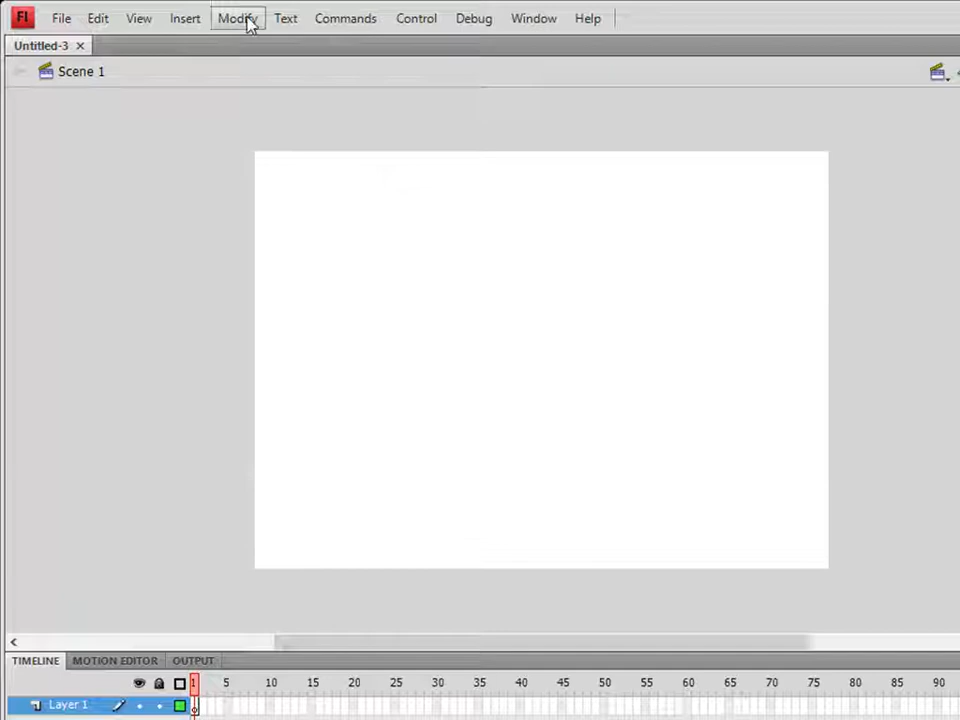 Fl File Edit View Insert Modify Text Commands Control Debug Window Help
Untitled-3
Scene 1
TIMELINE MOTION EDITOR OUTPUT
1 5 10 15 20 25 30 35 40 45 50 55 60 65 70 75 80 85 90
Layer 1